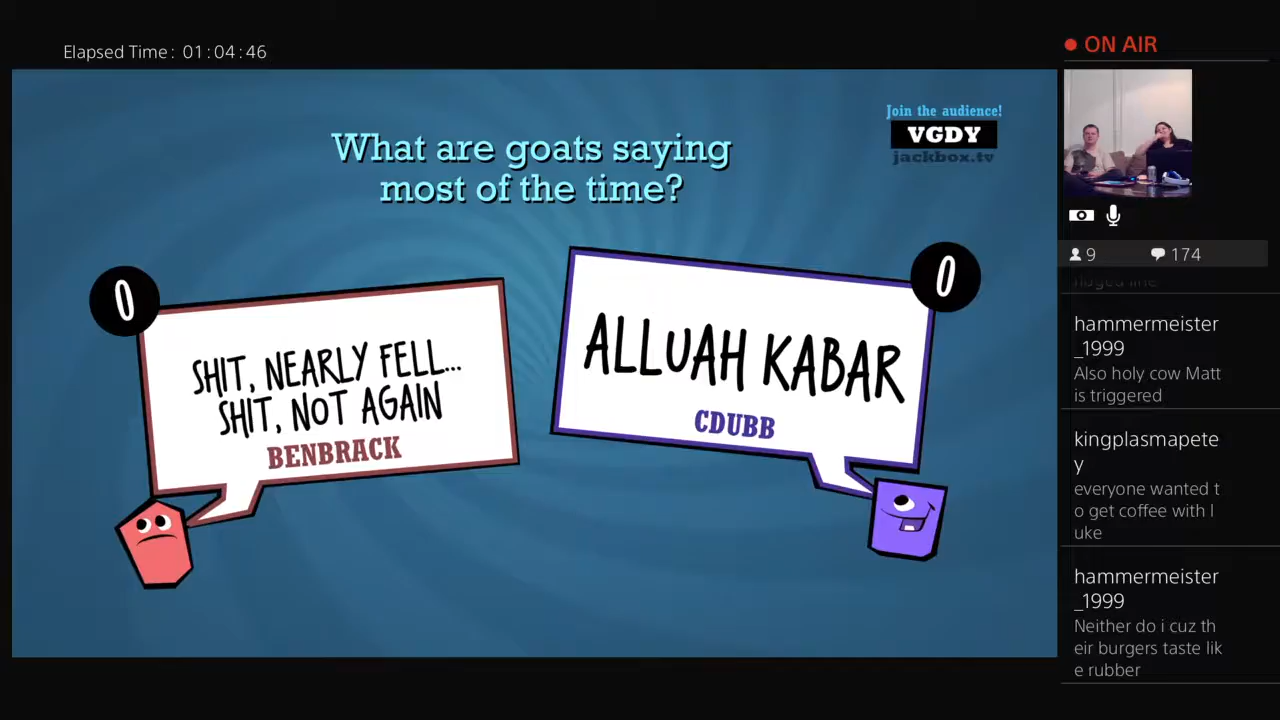 Elapsed Time: 01:04:46
ON AIR
Join the audience!
VGDY
jackbox.tv
What are goats saying
most of the time?
0
SHIT, NEARLY FELL...
SHIT, NOT AGAIN
BENBRACK
0
ALLUAH KABAR
CDUBB
9
174
hammermeister
_1999
Also holy cow Matt
is triggered
kingplasmapete
y
everyone wanted t
o get coffee with l
uke
hammermeister
_1999
Neither do i cuz th
eir burgers taste lik
e rubber